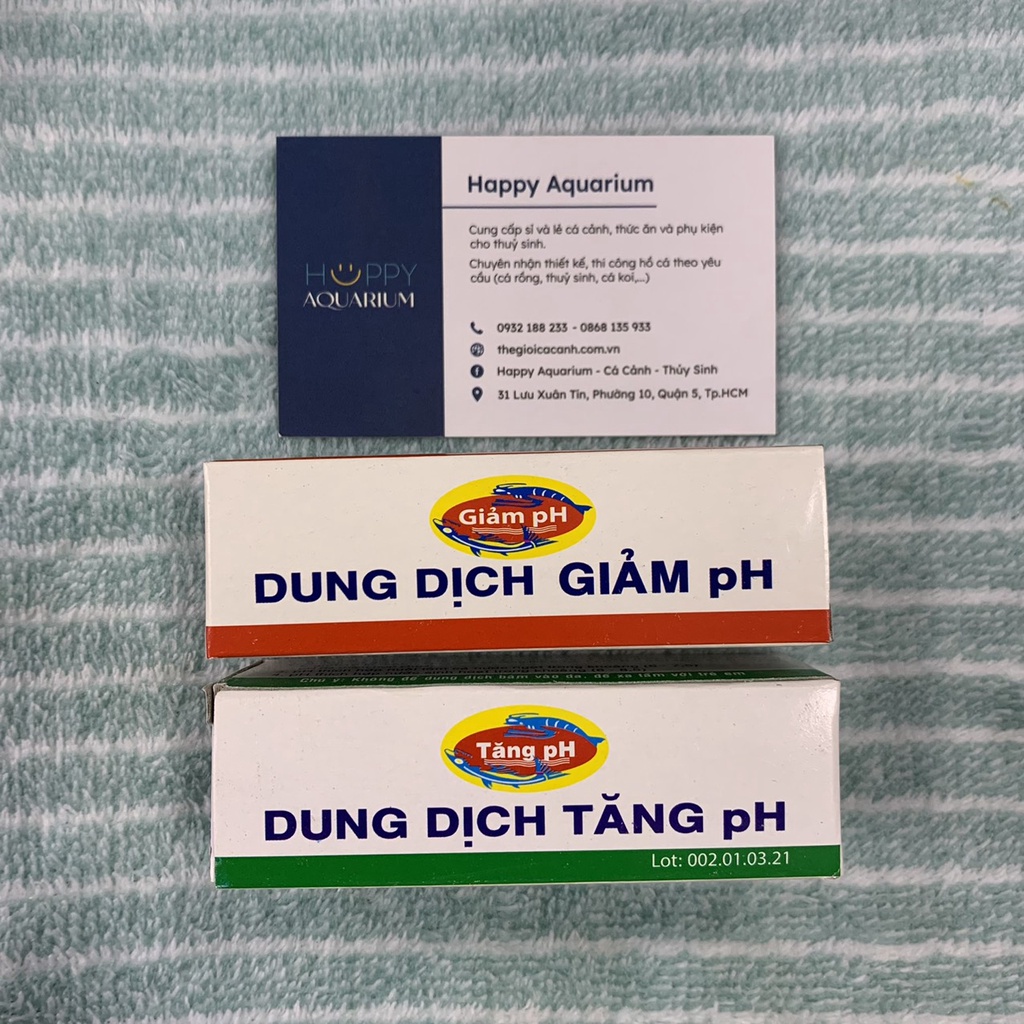 Happy Aquarium
Cung cấp sỉ và lẻ cá cảnh, thức ăn và phụ kiện
cho thuỷ sinh.
Chuyên nhận thiết kế, thi công hồ cá theo yêu
cầu (cá rồng, thuỷ sinh, cá koi,...)
HAPPY
AQUARIUM
0932 188 233 - 0868 135 933
thegioicacanh.com.vn
Happy Aquarium - Cá Cảnh - Thủy Sinh
31 Lưu Xuân Tín, Phường 10, Quận 5, Tp.HCM
Giảm pH
DUNG DỊCH GIẢM pH
Chú ý: Không để dung dịch bám vào da, để xa tầm với trẻ em
Tăng pH
DUNG DỊCH TĂNG pH
Lot: 002.01.03.21